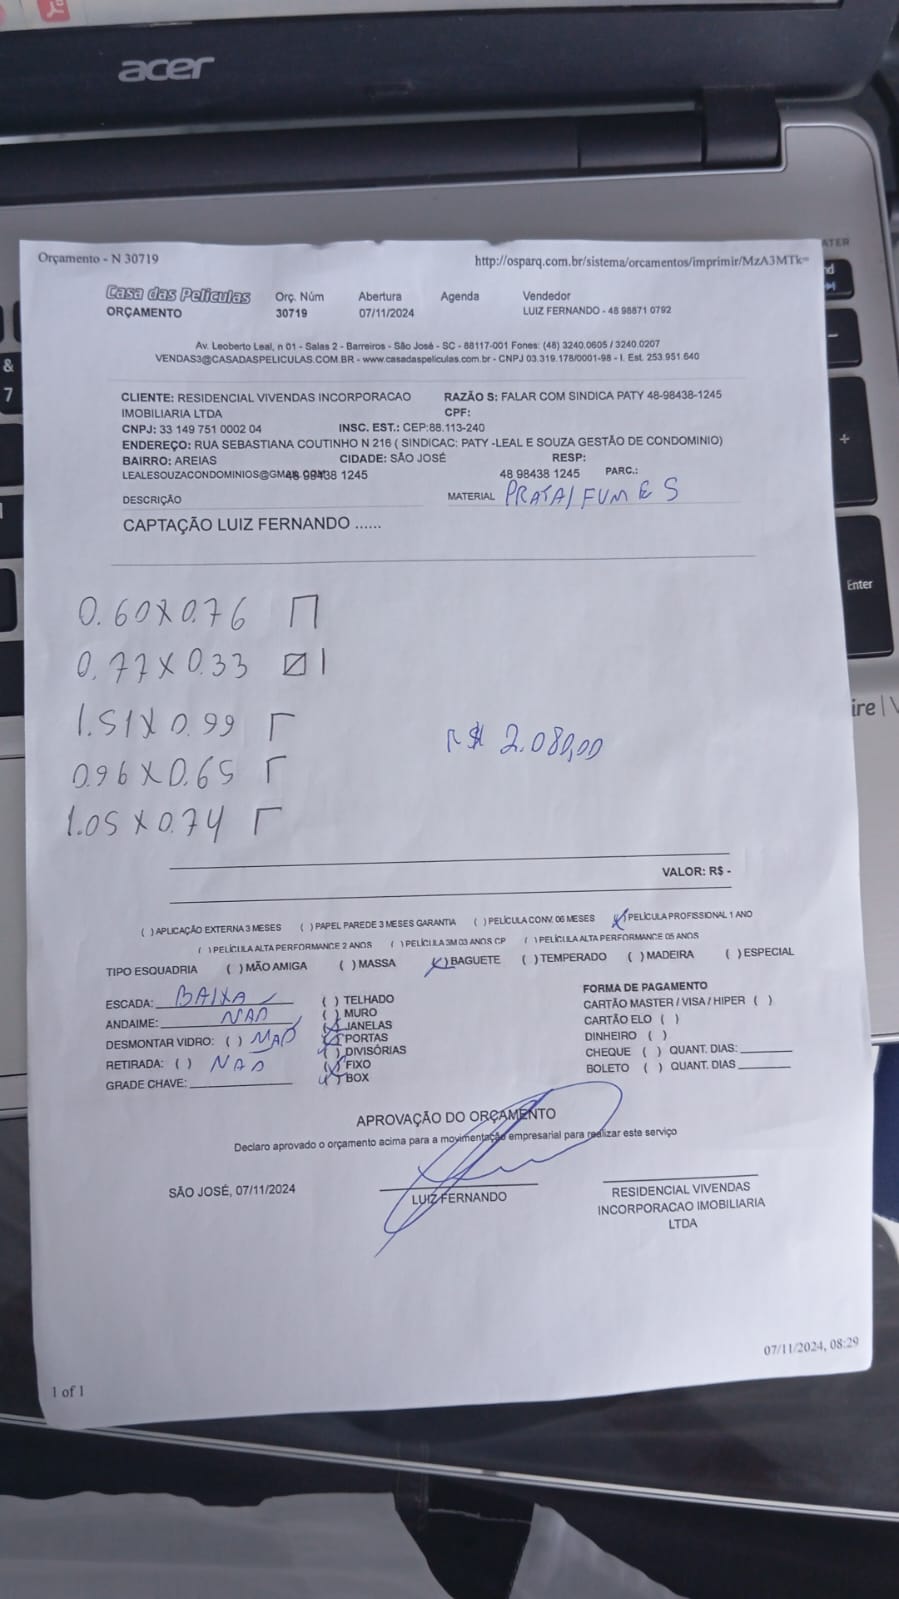 acer
Orçamento - N 30719
http://osparq.com.br/sistema/orcamentos/imprimir/MzA3MTk=
Casa das Películas Orç. Núm Abertura Agenda Vendedor
ORÇAMENTO 30719 07/11/2024 LUIZ FERNANDO - 48 98871 0792
Av. Leoberto Leal, n 01 - Salas 2 - Barreiros - São José - SC - 88117-001 Fones: (48) 3240.0605 / 3240.0207
VENDAS3@CASADASPELICULAS.COM.BR - www.casadaspeliculas.com.br - CNPJ 03.319.178/0001-98 - I. Est. 253.951.640
CLIENTE: RESIDENCIAL VIVENDAS INCORPORACAO RAZÃO S: FALAR COM SINDICA PATY 48-98438-1245
IMOBILIARIA LTDA CPF:
CNPJ: 33 149 751 0002 04 INSC. EST.: CEP:88.113-240
ENDEREÇO: RUA SEBASTIANA COUTINHO N 216 ( SINDICAC: PATY -LEAL E SOUZA GESTÃO DE CONDOMINIO)
BAIRRO: AREIAS CIDADE: SÃO JOSÉ RESP:
LEALESOUZACONDOMINIOS@GMAIL.COM 48 98438 1245 48 98438 1245 PARC.:
DESCRIÇÃO MATERIAL PRATA/FUMES
CAPTAÇÃO LUIZ FERNANDO ......
0.60X0.76
0.77X0.33
1.51X0.99
R$ 2.080,00
0.96X0.65
1.05X0.74
VALOR: R$ -
( ) APLICAÇÃO EXTERNA 3 MESES ( ) PAPEL PAREDE 3 MESES GARANTIA ( ) PELÍCULA CONV. 06 MESES (X) PELÍCULA PROFISSIONAL 1 ANO
( ) PELÍCULA ALTA PERFORMANCE 2 ANOS ( ) PELÍCULA 3M 03 ANOS CP ( ) PELÍCULA ALTA PERFORMANCE 05 ANOS
TIPO ESQUADRIA ( ) MÃO AMIGA ( ) MASSA (X) BAGUETE ( ) TEMPERADO ( ) MADEIRA ( ) ESPECIAL
ESCADA: BAIXA
ANDAIME: NAO
DESMONTAR VIDRO: ( ) NAO
RETIRADA: ( ) NAO
GRADE CHAVE:
( ) TELHADO
( ) MURO
(X) JANELAS
(X) PORTAS
( ) DIVISÓRIAS
(X) FIXO
( ) BOX
FORMA DE PAGAMENTO
CARTÃO MASTER / VISA / HIPER ( )
CARTÃO ELO ( )
DINHEIRO ( )
CHEQUE ( ) QUANT. DIAS:
BOLETO ( ) QUANT. DIAS
APROVAÇÃO DO ORÇAMENTO
Declaro aprovado o orçamento acima para a movimentação empresarial para realizar este serviço
SÃO JOSÉ, 07/11/2024
LUIZ FERNANDO
RESIDENCIAL VIVENDAS
INCORPORACAO IMOBILIARIA
LTDA
07/11/2024, 08:29
1 of 1
&
7
+
Enter